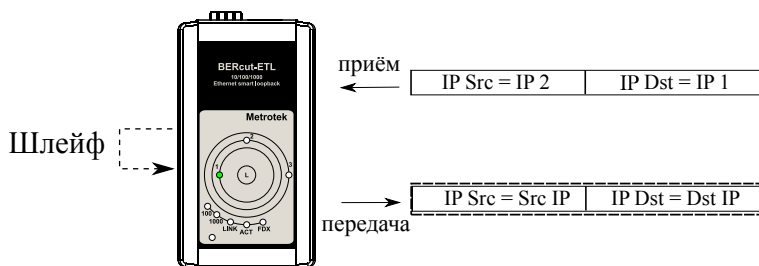 BERcut-ETL
10/100/1000
Ethernet smart loopback
Metrotek
2
1
3
L
100
1000
LINK
ACT
FDX
Шлейф
приём
IP Src = IP 2 IP Dst = IP 1
IP Src = Src IP IP Dst = Dst IP
передача